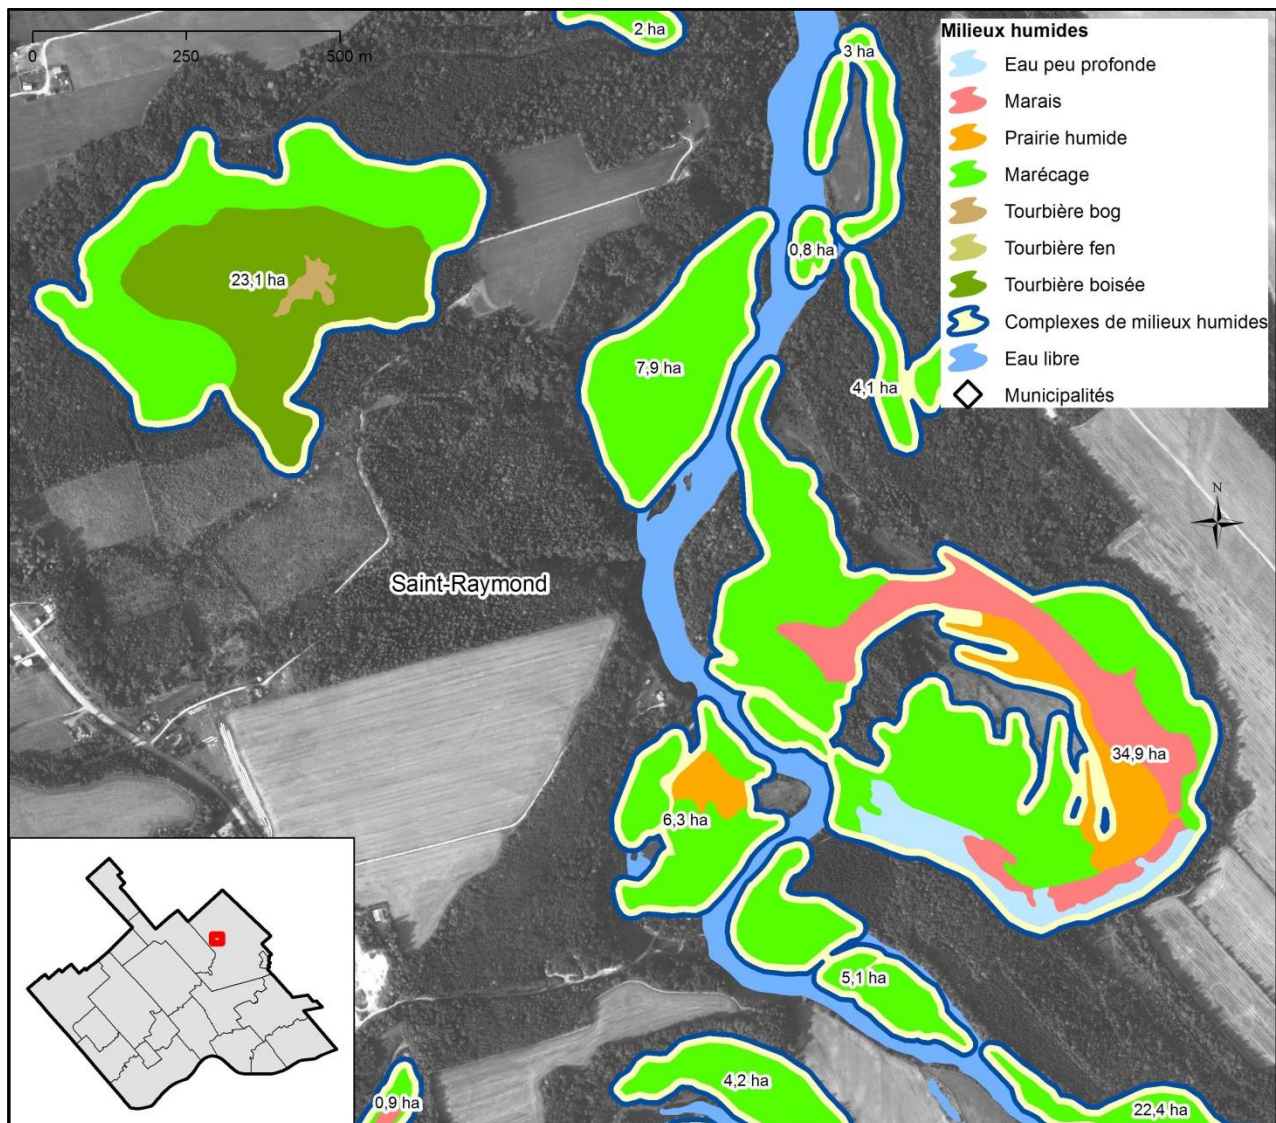 2 ha
0 250 500 m
3 ha
Milieux humides
Eau peu profonde
Marais
Prairie humide
Marécage
Tourbière bog
Tourbière fen
Tourbière boisée
Complexes de milieux humides
Eau libre
Municipalités
0,8 ha
23,1 ha
7,9 ha
4,1 ha
N
Saint-Raymond
34,9 ha
6,3 ha
5,1 ha
4,2 ha
0,9 ha
22,4 ha